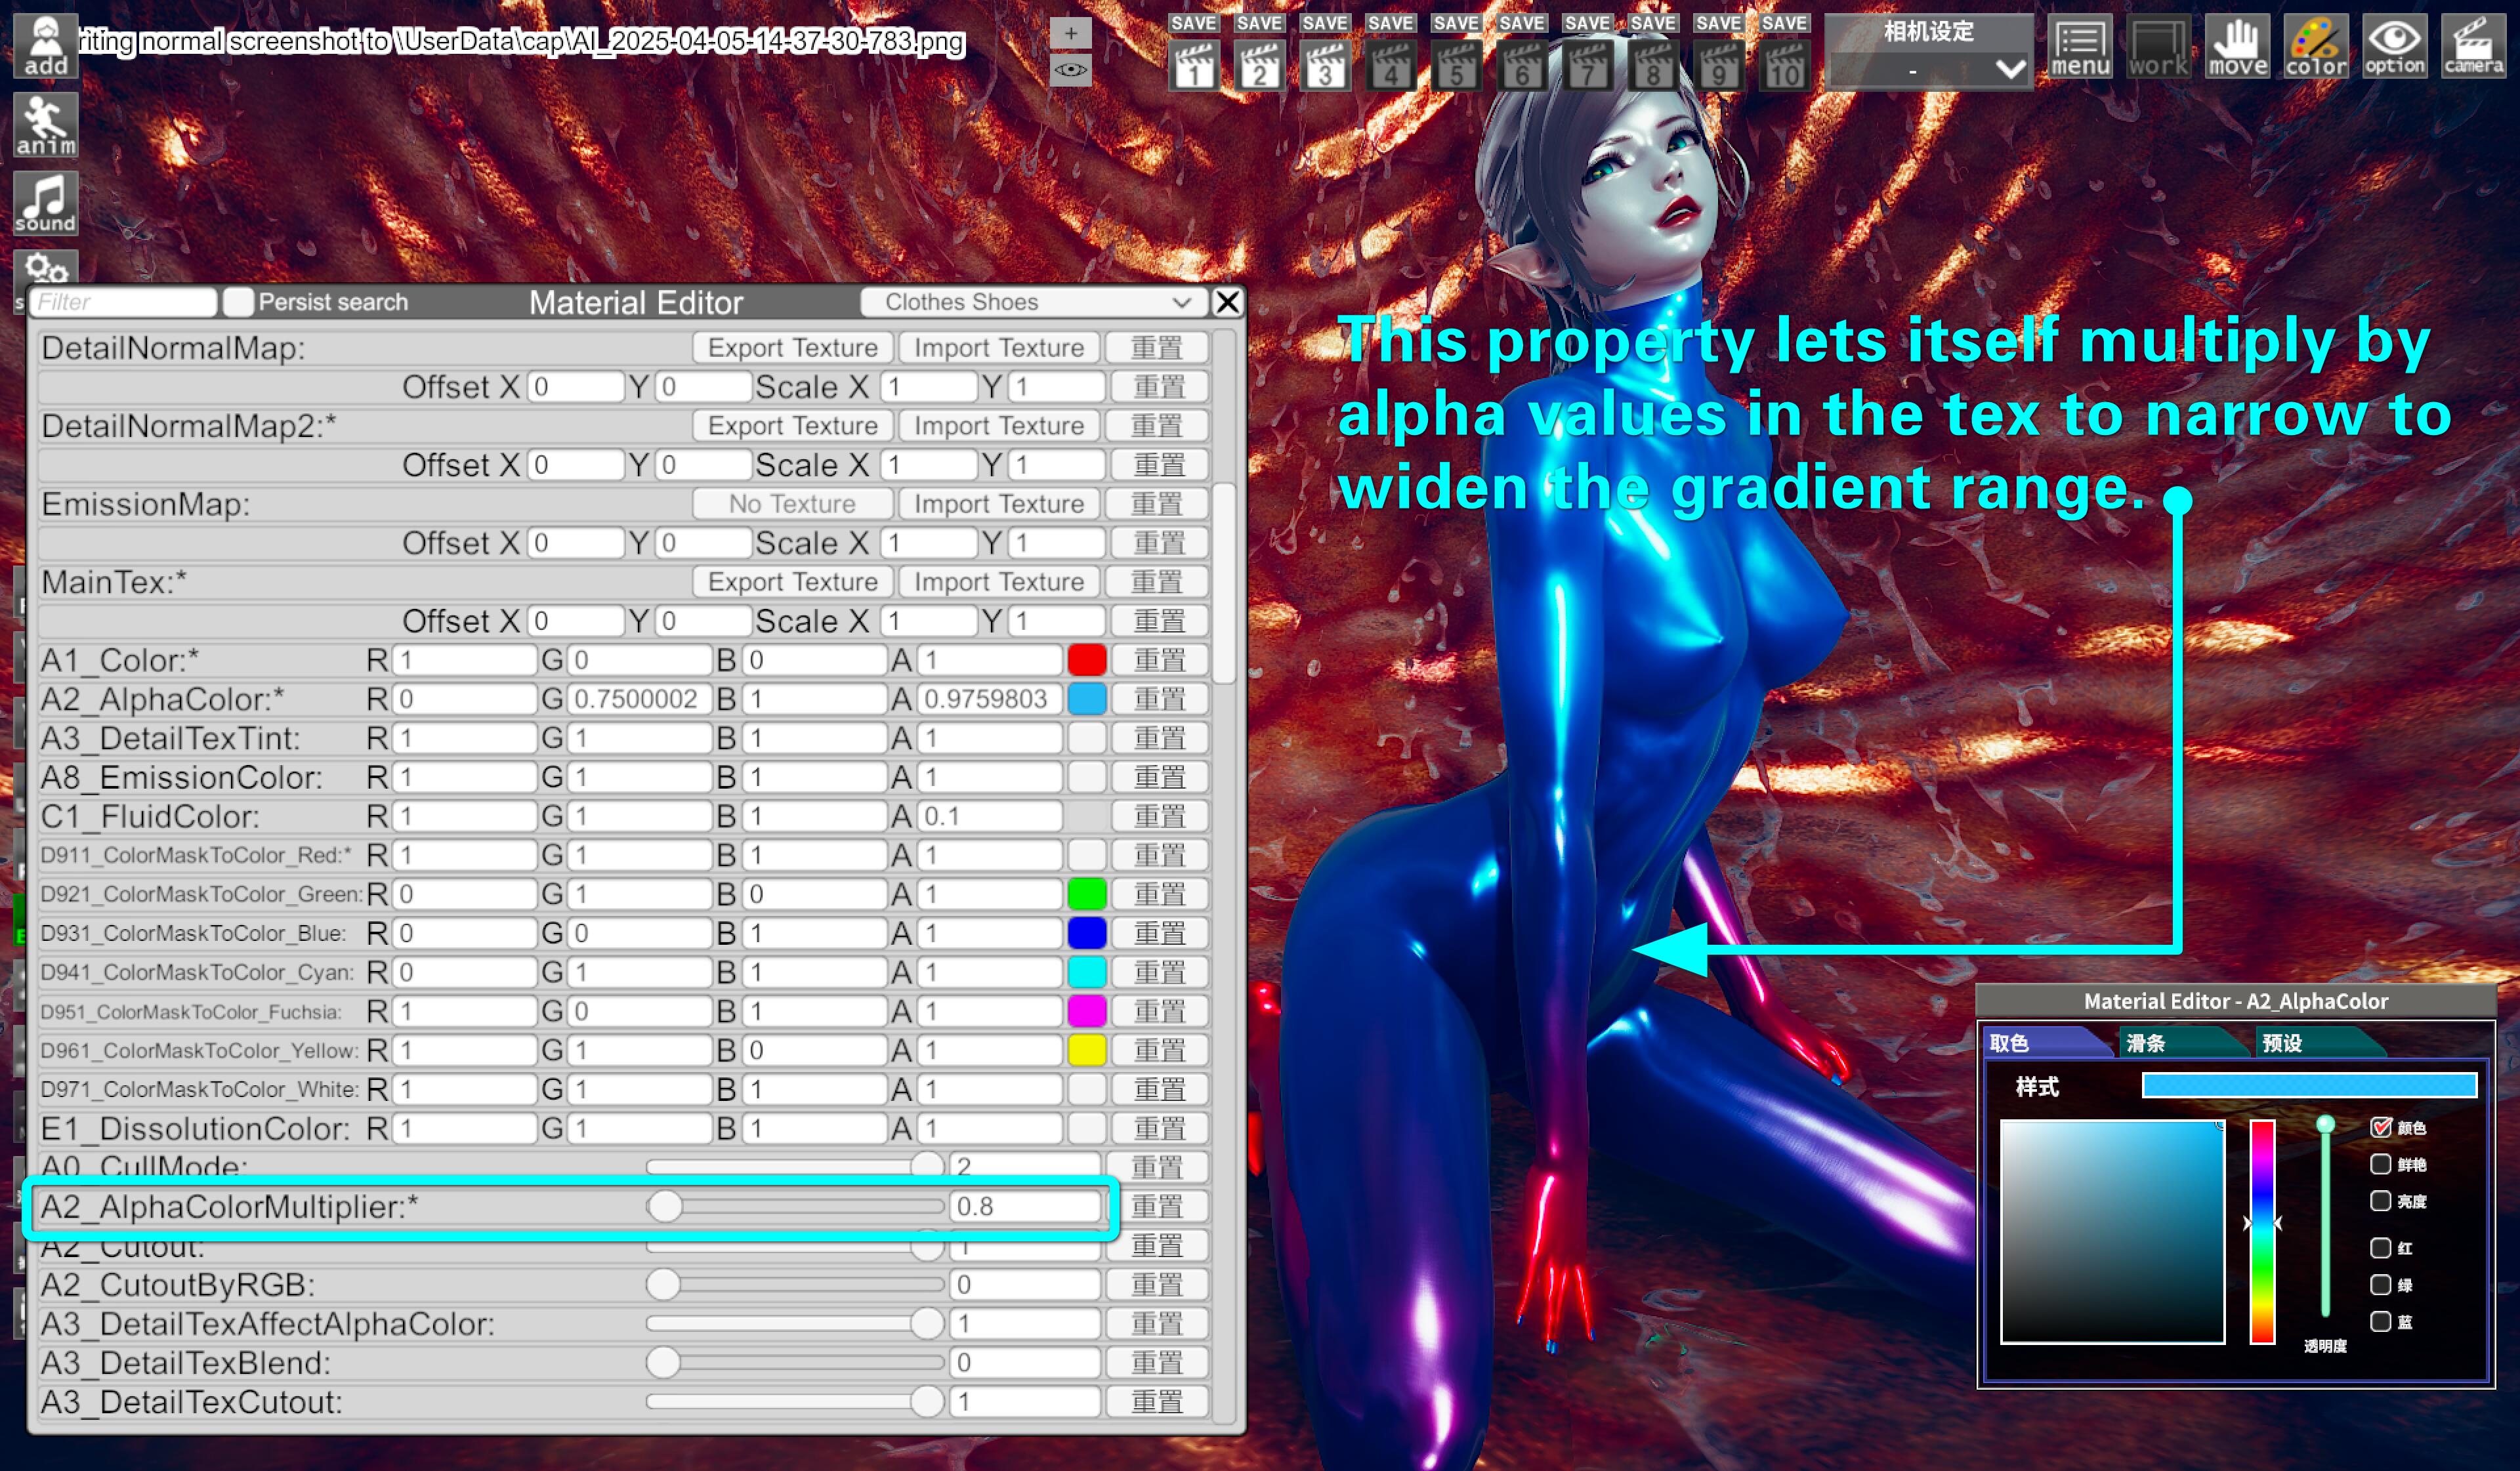 add
riting normal screenshot to \UserData\cap\AI_2025-04-05-14-37-30-783.png
+
SAVE SAVE SAVE SAVE SAVE SAVE SAVE SAVE SAVE SAVE
1 2 3 4 5 6 7 8 9 10
相机设定
-
menu work move color option camera
anim
sound
Filter Persist search Material Editor Clothes Shoes
DetailNormalMap: Export Texture Import Texture 重置
Offset X 0 Y 0 Scale X 1 Y 1 重置
DetailNormalMap2:* Export Texture Import Texture 重置
Offset X 0 Y 0 Scale X 1 Y 1 重置
EmissionMap: No Texture Import Texture 重置
Offset X 0 Y 0 Scale X 1 Y 1 重置
MainTex:* Export Texture Import Texture 重置
Offset X 0 Y 0 Scale X 1 Y 1 重置
A1_Color:* R 1 G 0 B 0 A 1 重置
A2_AlphaColor:* R 0 G 0.7500002 B 1 A 0.9759803 重置
A3_DetailTexTint: R 1 G 1 B 1 A 1 重置
A8_EmissionColor: R 1 G 1 B 1 A 1 重置
C1_FluidColor: R 1 G 1 B 1 A 0.1 重置
D911_ColorMaskToColor_Red:* R 1 G 1 B 1 A 1 重置
D921_ColorMaskToColor_Green: R 0 G 1 B 0 A 1 重置
D931_ColorMaskToColor_Blue: R 0 G 0 B 1 A 1 重置
D941_ColorMaskToColor_Cyan: R 0 G 1 B 1 A 1 重置
D951_ColorMaskToColor_Fuchsia: R 1 G 0 B 1 A 1 重置
D961_ColorMaskToColor_Yellow: R 1 G 1 B 0 A 1 重置
D971_ColorMaskToColor_White: R 1 G 1 B 1 A 1 重置
E1_DissolutionColor: R 1 G 1 B 1 A 1 重置
A0_CullMode: 2 重置
A2_AlphaColorMultiplier:* 0.8 重置
A2_Cutout: 1 重置
A2_CutoutByRGB: 0 重置
A3_DetailTexAffectAlphaColor: 1 重置
A3_DetailTexBlend: 0 重置
A3_DetailTexCutout: 1 重置
This property lets itself multiply by
alpha values in the tex to narrow to
widen the gradient range.
Material Editor - A2_AlphaColor
取色 滑条 预设
样式
颜色
鲜艳
亮度
红
绿
蓝
透明度